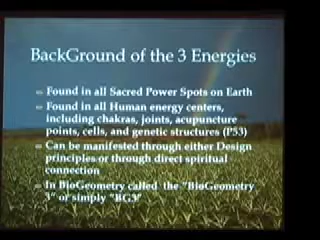 BackGround of the 3 Energies
Found in all Sacred Power Spots on Earth
Found in all Human energy centers,
including chakras, joints, acupuncture
points, cells, and genetic structures (P53)
Can be manifested through either Design
principles or through direct spiritual
connection
In BioGeometry called the "BioGeometry
3" or simply "BG3"